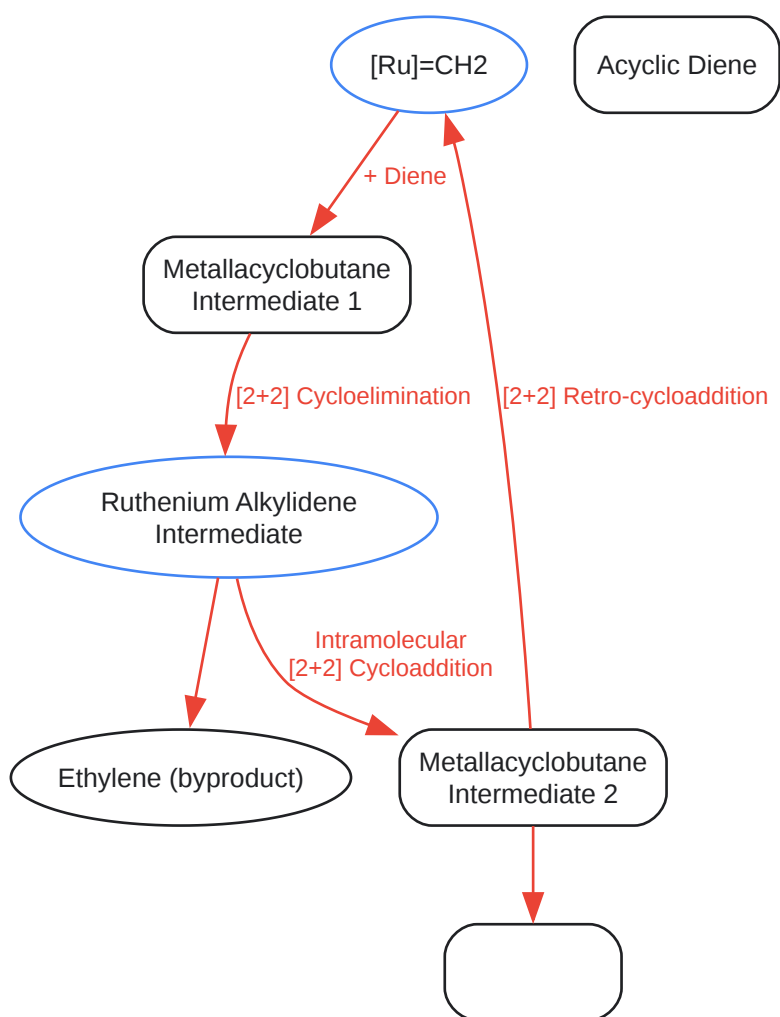 [Ru]=CH2
Acyclic Diene
+ Diene
Metallacyclobutane
Intermediate 1
[2+2] Cycloelimination
[2+2] Retro-cycloaddition
Ruthenium Alkylidene
Intermediate
Intramolecular
[2+2] Cycloaddition
Ethylene (byproduct)
Metallacyclobutane
Intermediate 2